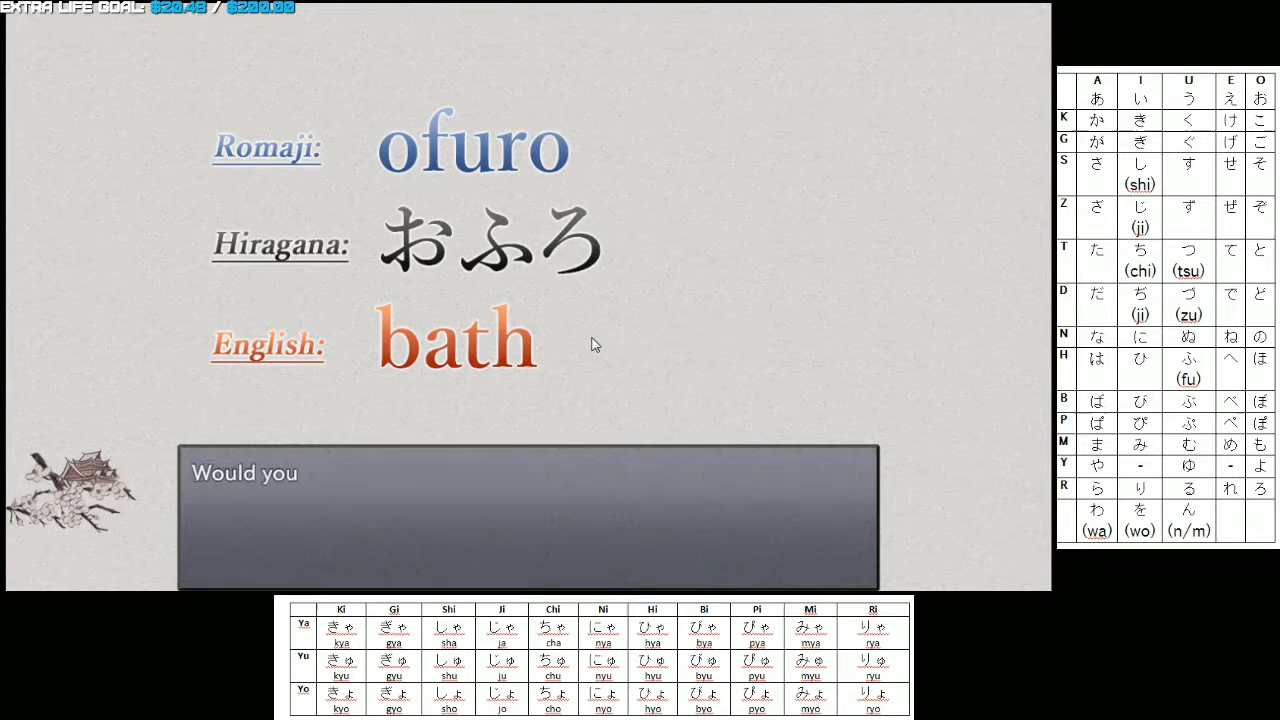 EXTRA LIFE GOAL: $20.48 / $200.00
Romaji: ofuro
Hiragana: おふろ
English: bath
Would you
A I U E O
あ い う え お
K か き く け こ
G が ぎ ぐ げ ご
S さ し す せ そ
(shi)
Z ざ じ ず ぜ ぞ
(ji)
T た ち つ て と
(chi) (tsu)
D だ ぢ づ で ど
(ji) (zu)
N な に ぬ ね の
H は ひ ふ へ ほ
(fu)
B ば び ぶ べ ぼ
P ぱ ぴ ぷ ぺ ぽ
M ま み む め も
Y や - ゆ - よ
R ら り る れ ろ
わ を ん
(wa) (wo) (n/m)
Ki Gi Shi Ji Chi Ni Hi Bi Pi Mi Ri
Ya きゃ ぎゃ しゃ じゃ ちゃ にゃ ひゃ びゃ ぴゃ みゃ りゃ
kya gya sha ja cha nya hya bya pya mya rya
Yu きゅ ぎゅ しゅ じゅ ちゅ にゅ ひゅ びゅ ぴゅ みゅ りゅ
kyu gyu shu ju chu nyu hyu byu pyu myu ryu
Yo きょ ぎょ しょ じょ ちょ にょ ひょ びょ ぴょ みょ りょ
kyo gyo sho jo cho nyo hyo byo pyo myo ryo